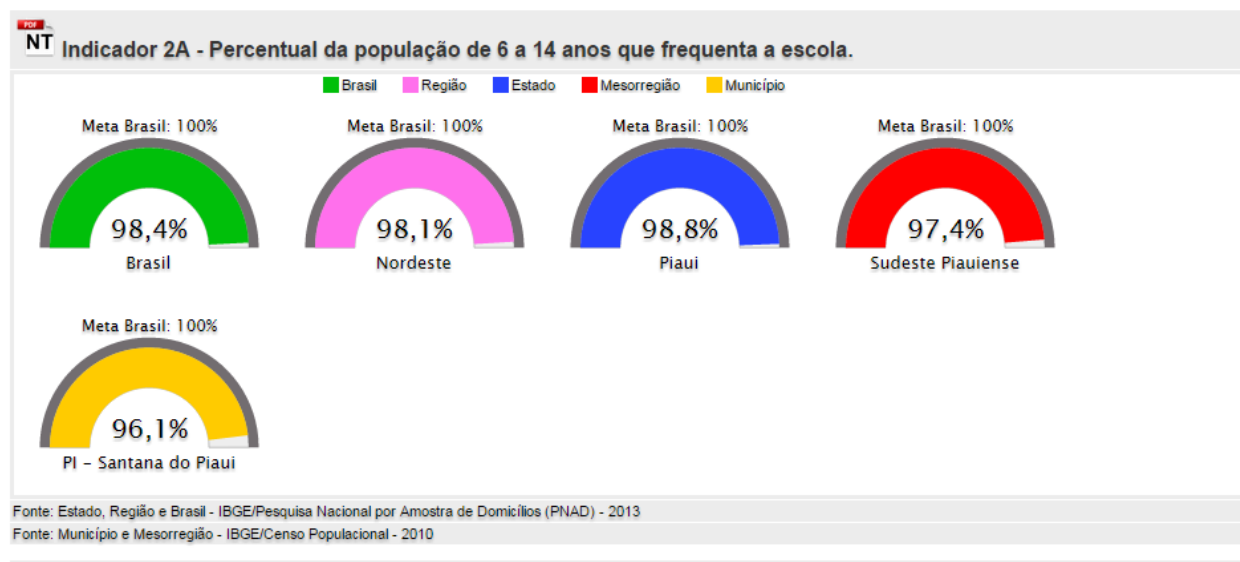 PDF
NT
Indicador 2A - Percentual da população de 6 a 14 anos que frequenta a escola.
Brasil Região Estado Mesorregião Município
Meta Brasil: 100% Meta Brasil: 100% Meta Brasil: 100% Meta Brasil: 100%
98,4% 98,1% 98,8% 97,4%
Brasil Nordeste Piaui Sudeste Piauiense
Meta Brasil: 100%
96,1%
PI – Santana do Piaui
Fonte: Estado, Região e Brasil - IBGE/Pesquisa Nacional por Amostra de Domicílios (PNAD) - 2013
Fonte: Município e Mesorregião - IBGE/Censo Populacional - 2010